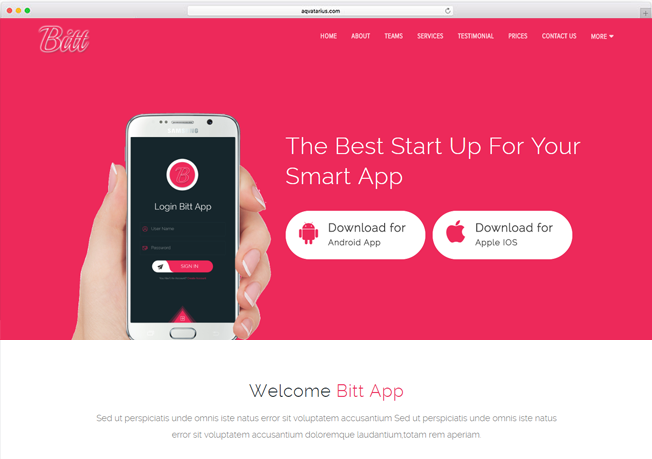 aqvatarius.com
Bitt
HOME ABOUT TEAMS SERVICES TESTIMONIAL PRICES CONTACT US MORE
SAMSUNG
B
Login Bitt App
User Name
Password
SIGN IN
The Best Start Up For Your
Smart App
Download for
Android App
Download for
Apple IOS
Welcome Bitt App
Sed ut perspiciatis unde omnis iste natus error sit voluptatem accusantium Sed ut perspiciatis unde omnis iste natus
error sit voluptatem accusantium doloremque laudantium,totam rem aperiam.